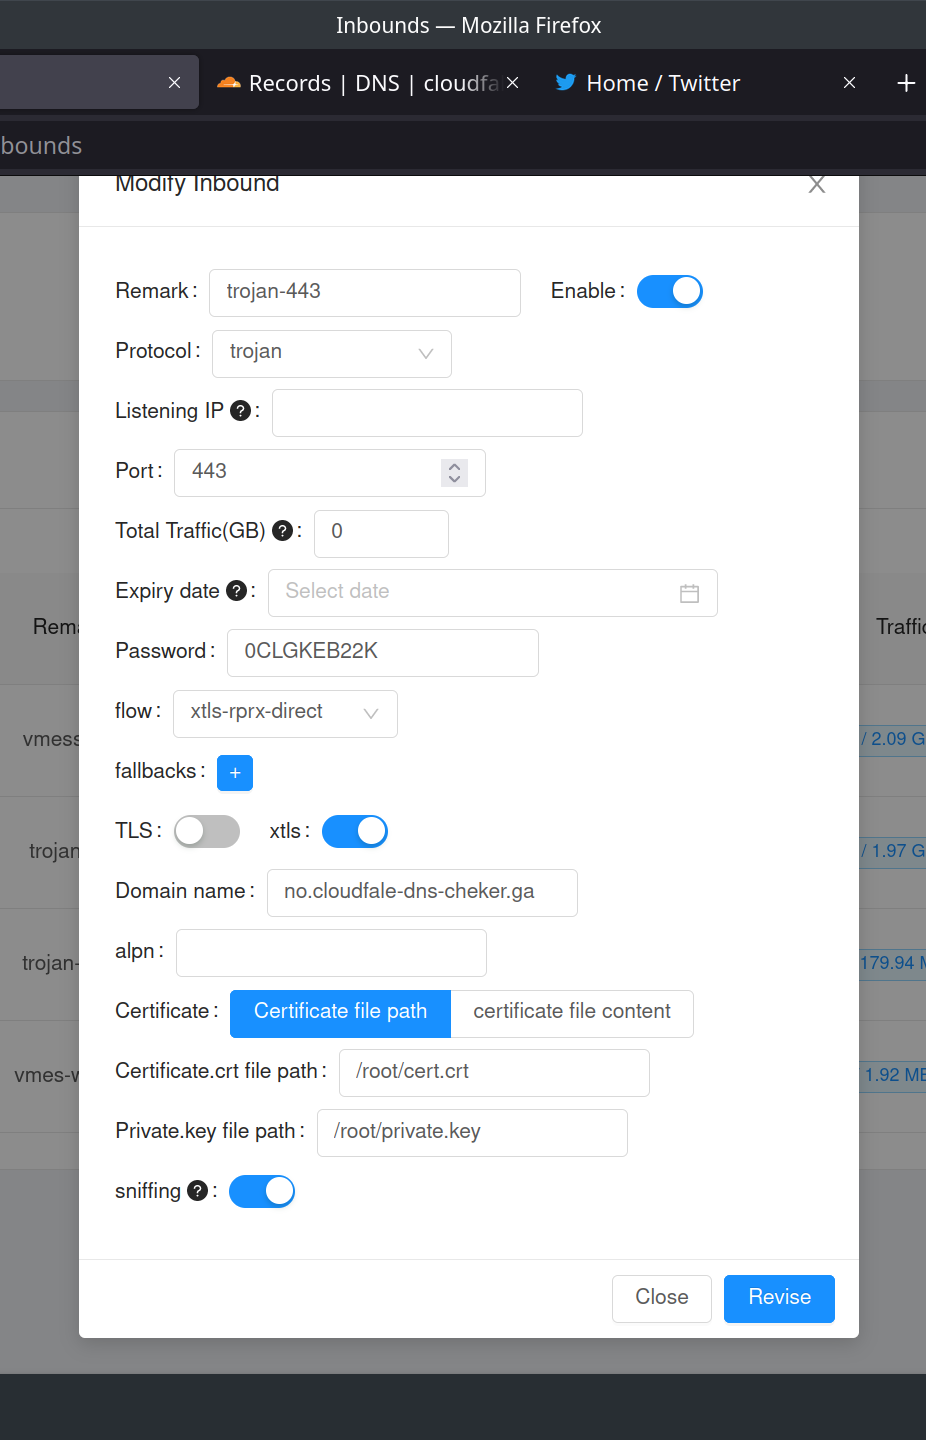 Inbounds — Mozilla Firefox
Records | DNS | cloudfa
Home / Twitter
bounds
Modify Inbound
Remark : trojan-443 Enable :
Protocol : trojan
Listening IP ? :
Port : 443
Total Traffic(GB) ? : 0
Expiry date ? : Select date
Rema Traffic
Password : 0CLGKEB22K
flow : xtls-rprx-direct
vmess / 2.09 G
fallbacks : +
TLS : xtls :
trojan / 1.97 G
Domain name : no.cloudfale-dns-cheker.ga
alpn :
trojan- 179.94 M
Certificate : Certificate file path certificate file content
Certificate.crt file path : /root/cert.crt
vmes-w 1.92 MB
Private.key file path : /root/private.key
sniffing ? :
Close Revise